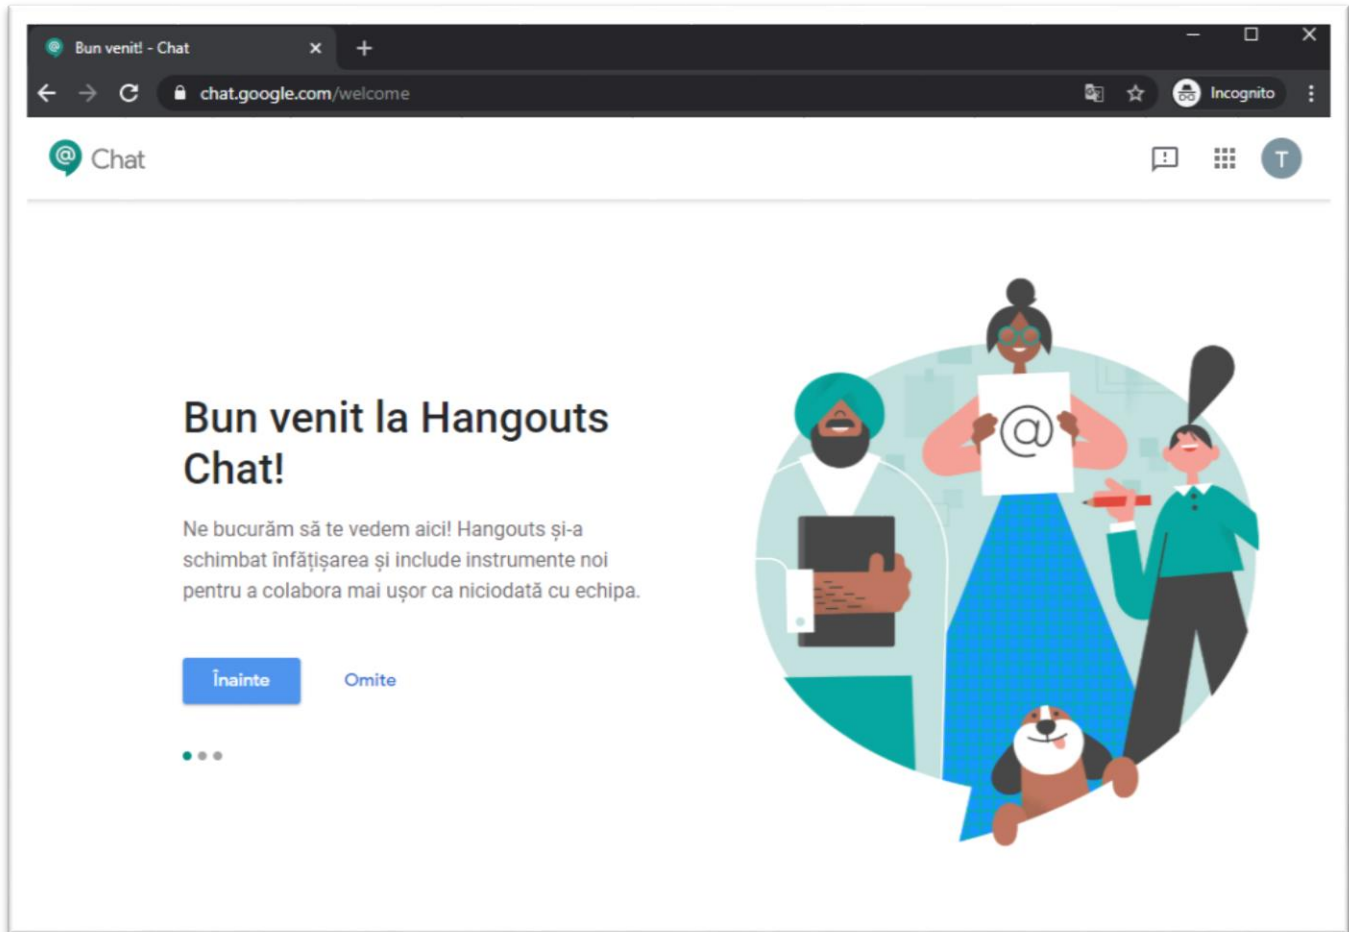 Bun venit! - Chat
chat.google.com/welcome
Incognito
@ Chat
T
Bun venit la Hangouts
Chat!
Ne bucurăm să te vedem aici! Hangouts și-a
schimbat înfățișarea și include instrumente noi
pentru a colabora mai ușor ca niciodată cu echipa.
Înainte
Omite
@